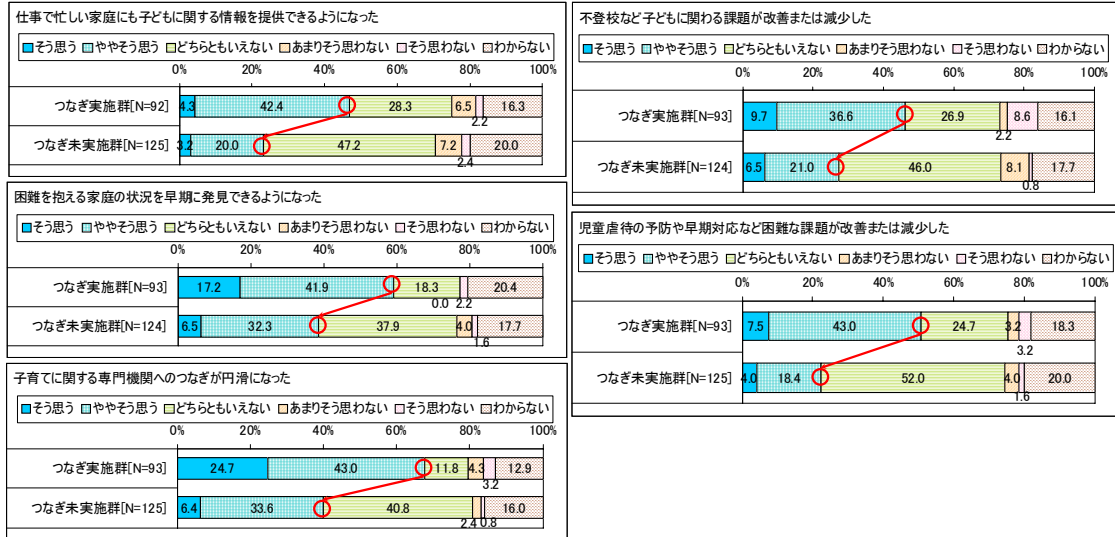 仕事で忙しい家庭にも子どもに関する情報を提供できるようになった
そう思う ややそう思う どちらともいえない あまりそう思わない そう思わない わからない
0% 20% 40% 60% 80% 100%
つなぎ実施群[N=92] 4.3 42.4 28.3 6.5 16.3
2.2
つなぎ未実施群[N=125] 3.2 20.0 47.2 7.2 20.0
2.4
困難を抱える家庭の状況を早期に発見できるようになった
そう思う ややそう思う どちらともいえない あまりそう思わない そう思わない わからない
0% 20% 40% 60% 80% 100%
つなぎ実施群[N=93] 17.2 41.9 18.3 20.4
0.0 2.2
つなぎ未実施群[N=124] 6.5 32.3 37.9 4.0 17.7
1.6
子育てに関する専門機関へのつなぎが円滑になった
そう思う ややそう思う どちらともいえない あまりそう思わない そう思わない わからない
0% 20% 40% 60% 80% 100%
つなぎ実施群[N=93] 24.7 43.0 11.8 4.3 12.9
3.2
つなぎ未実施群[N=125] 6.4 33.6 40.8 16.0
2.4 0.8
不登校など子どもに関わる課題が改善または減少した
そう思う ややそう思う どちらともいえない あまりそう思わない そう思わない わからない
0% 20% 40% 60% 80% 100%
つなぎ実施群[N=93] 9.7 36.6 26.9 8.6 16.1
2.2
つなぎ未実施群[N=124] 6.5 21.0 46.0 8.1 17.7
0.8
児童虐待の予防や早期対応など困難な課題が改善または減少した
そう思う ややそう思う どちらともいえない あまりそう思わない そう思わない わからない
0% 20% 40% 60% 80% 100%
つなぎ実施群[N=93] 7.5 43.0 24.7 3.2 18.3
3.2
つなぎ未実施群[N=125] 4.0 18.4 52.0 4.0 20.0
1.6